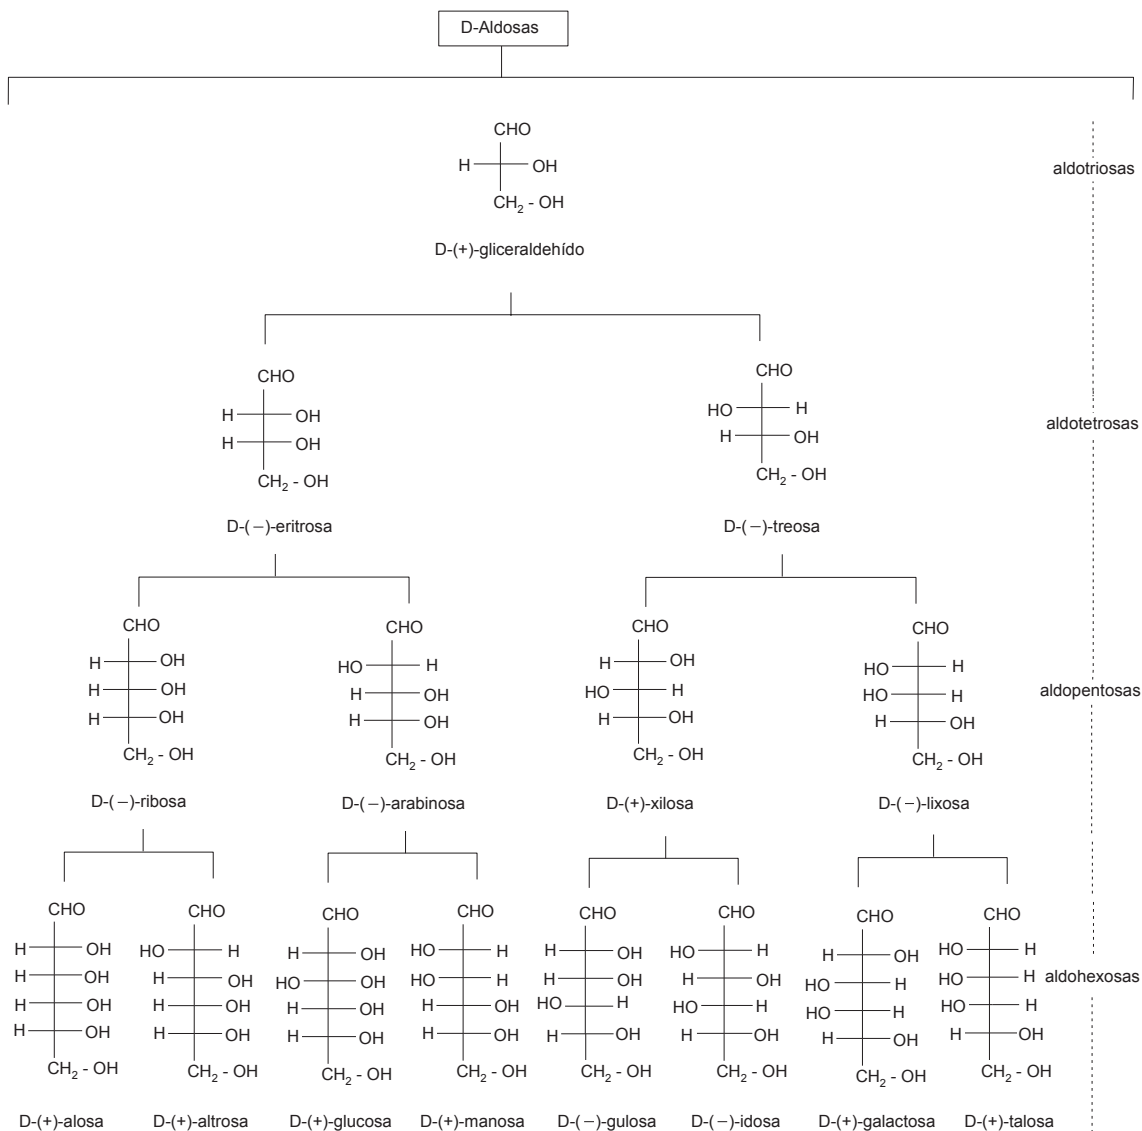 D-Aldosas
CHO
H OH
CH2 - OH
D-(+)-gliceraldehído
aldotriosas
CHO CHO
H OH HO H
H OH H OH
CH2 - OH CH2 - OH
D-(−)-eritrosa D-(−)-treosa
aldotetrosas
CHO CHO CHO CHO
H OH HO H H OH HO H
H OH H OH HO H HO H
H OH H OH H OH H OH
CH2 - OH CH2 - OH CH2 - OH CH2 - OH
D-(−)-ribosa D-(−)-arabinosa D-(+)-xilosa D-(−)-lixosa
aldopentosas
CHO CHO CHO CHO CHO CHO CHO CHO
H OH HO H H OH HO H H OH HO H H OH HO H
H OH H OH HO OH HO H H OH H OH HO H HO H
H OH H OH H OH H OH HO H HO H HO H HO H
H OH H OH H OH H OH H OH H OH H OH H OH
CH2 - OH CH2 - OH CH2 - OH CH2 - OH CH2 - OH CH2 - OH CH2 - OH CH2 - OH
D-(+)-alosa D-(+)-altrosa D-(+)-glucosa D-(+)-manosa D-(−)-gulosa D-(−)-idosa D-(+)-galactosa D-(+)-talosa
aldohexosas